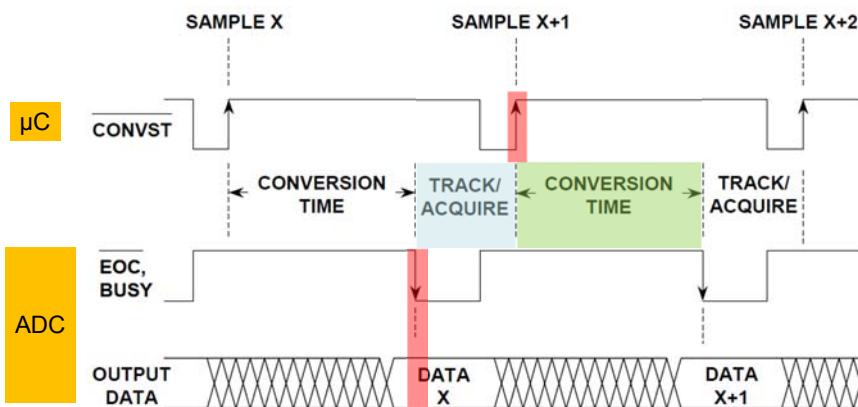 SAMPLE X SAMPLE X+1 SAMPLE X+2
µC
CONVST
CONVERSION TIME
TRACK/ ACQUIRE
CONVERSION TIME
TRACK/ ACQUIRE
ADC
EOC,
BUSY
OUTPUT
DATA
DATA
X
DATA
X+1